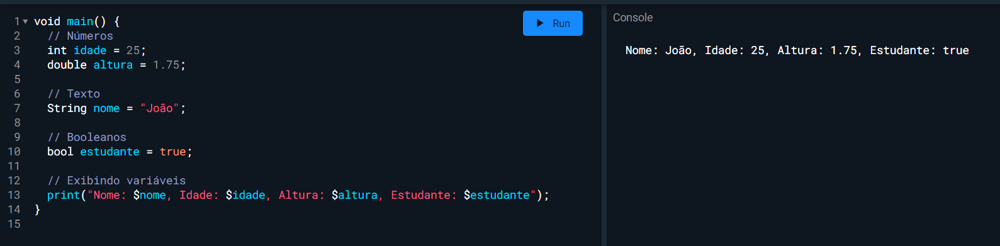 1 void main() {
2 // Números
3 int idade = 25;
4 double altura = 1.75;
5
6 // Texto
7 String nome = "João";
8
9 // Booleanos
10 bool estudante = true;
11
12 // Exibindo variáveis
13 print("Nome: $nome, Idade: $idade, Altura: $altura, Estudante: $estudante");
14 }
15
Run
Console
Nome: João, Idade: 25, Altura: 1.75, Estudante: true